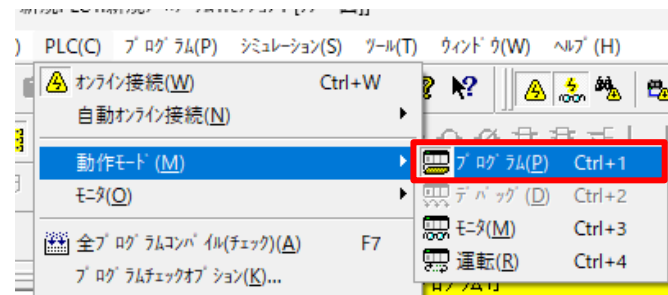 PLC(C) プログラム(P) シミュレーション(S) ツール(T) ウィンドウ(W) ヘルプ(H)
オンライン接続(W) Ctrl+W
自動オンライン接続(N)
動作モード(M)
プログラム(P) Ctrl+1
モニタ(O)
デバッグ(D) Ctrl+2
モニタ(M) Ctrl+3
全プログラムコンパイル(チェック)(A) F7
運転(R) Ctrl+4
プログラムチェックオプション(K)...